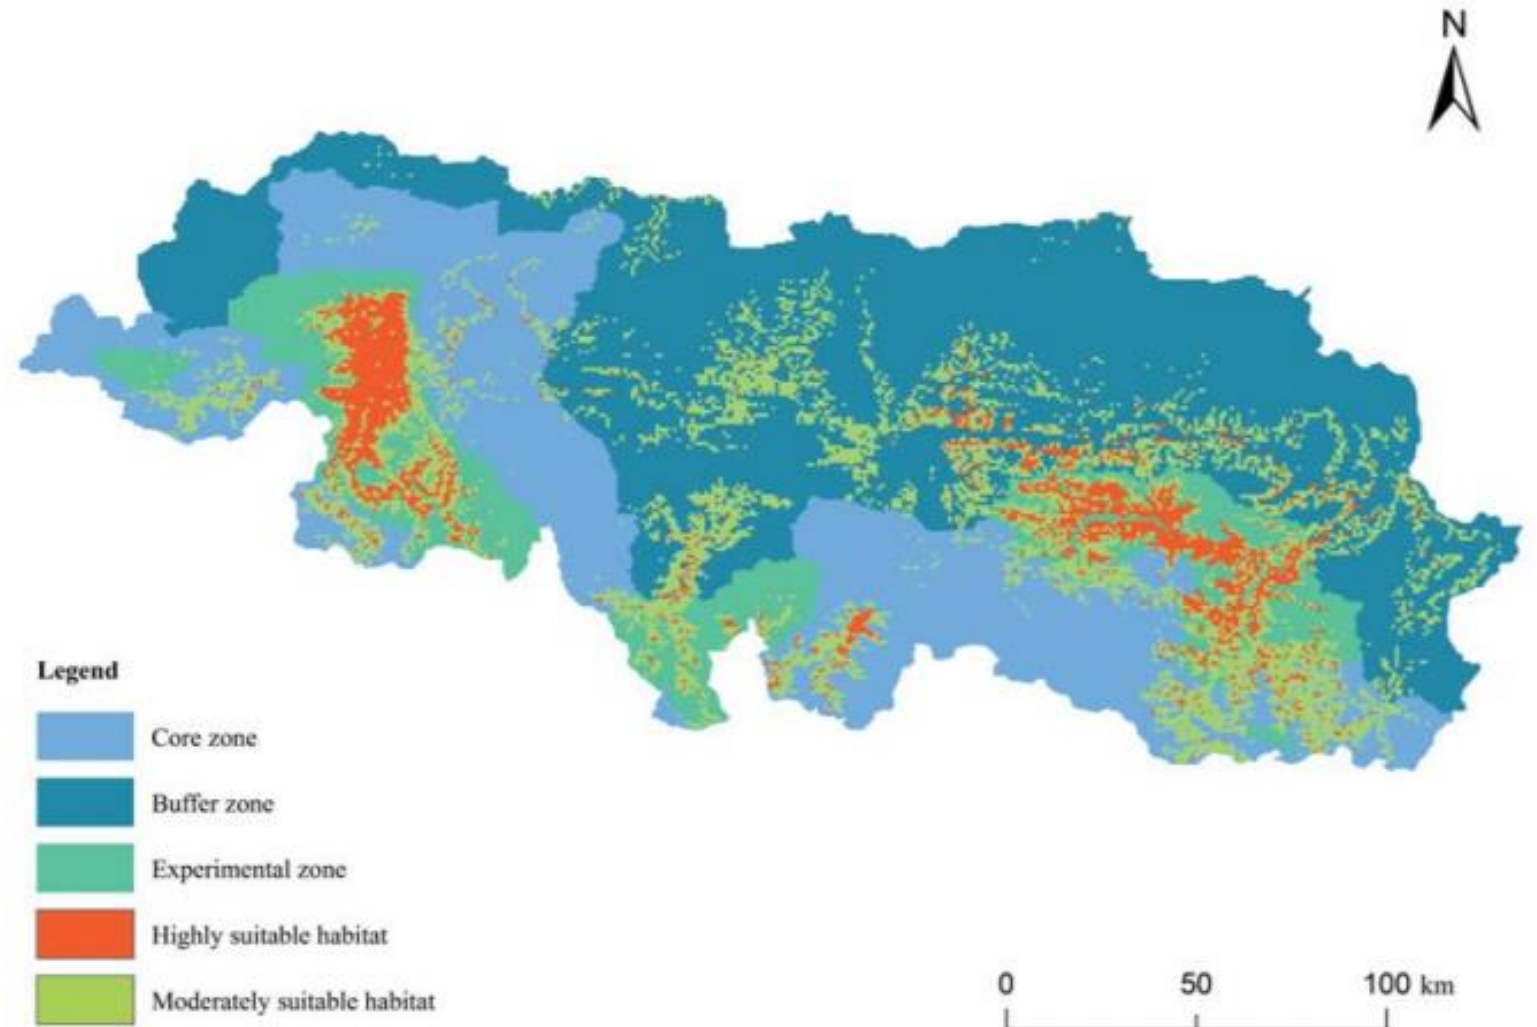 N
Legend
Core zone
Buffer zone
Experimental zone
Highly suitable habitat
Moderately suitable habitat
0 50 100 km